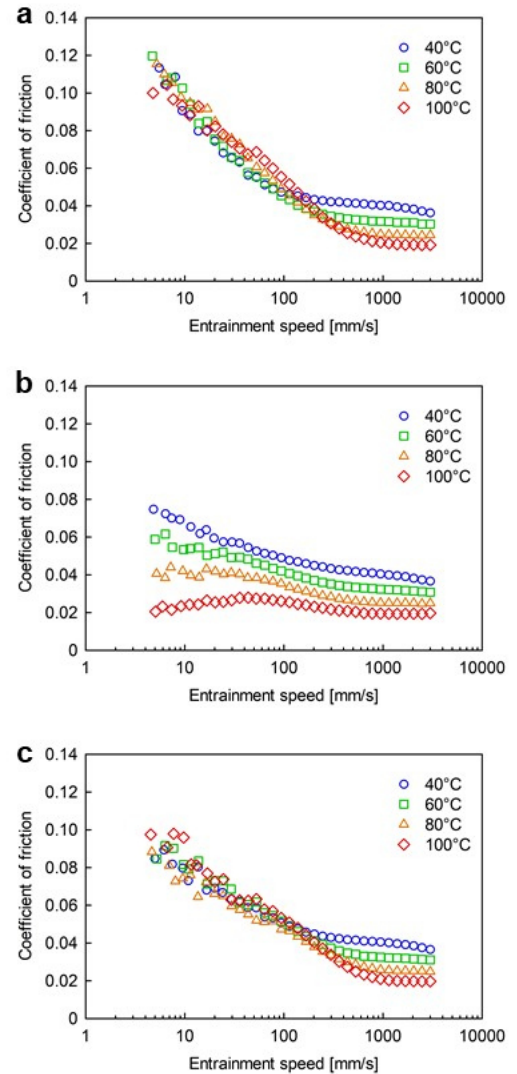 a
0.14
0.12
0.10
0.08
0.06
0.04
0.02
0
Coefficient of friction
40°C
60°C
80°C
100°C
1 10 100 1000 10000
Entrainment speed [mm/s]
b
0.14
0.12
0.10
0.08
0.06
0.04
0.02
0
Coefficient of friction
40°C
60°C
80°C
100°C
1 10 100 1000 10000
Entrainment speed [mm/s]
c
0.14
0.12
0.10
0.08
0.06
0.04
0.02
0
Coefficient of friction
40°C
60°C
80°C
100°C
1 10 100 1000 10000
Entrainment speed [mm/s]